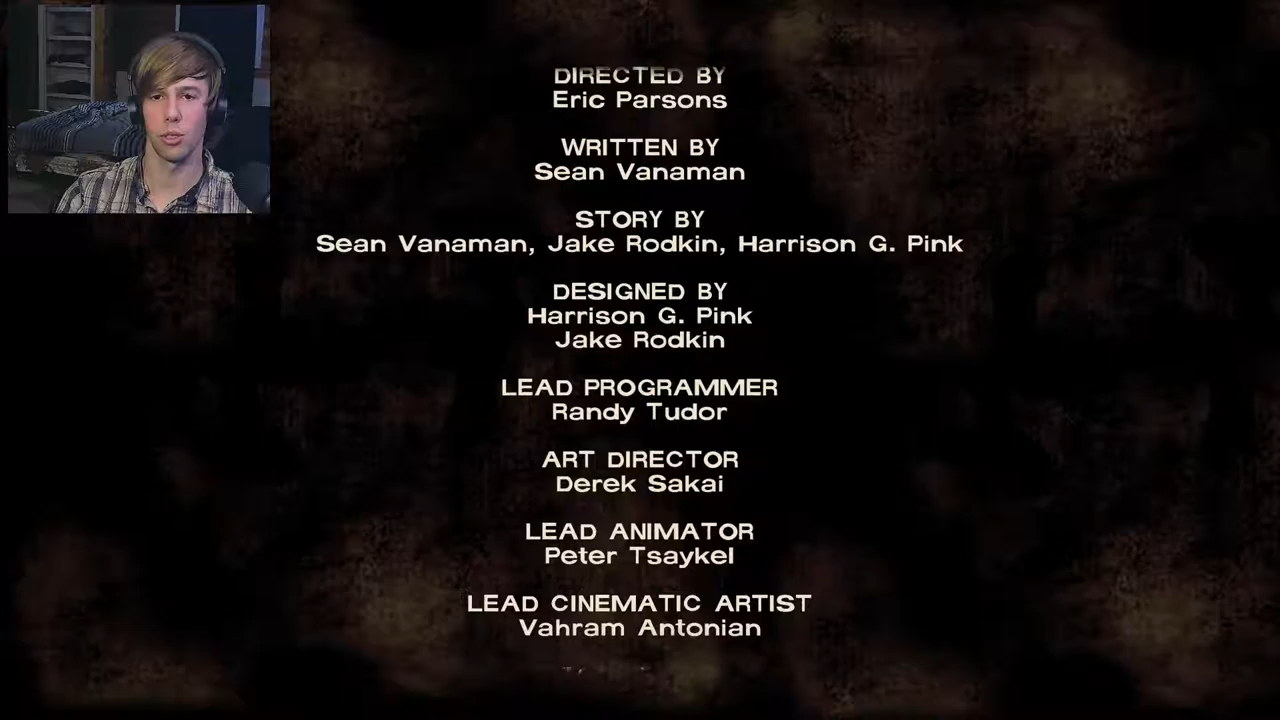 DIRECTED BY
Eric Parsons
WRITTEN BY
Sean Vanaman
STORY BY
Sean Vanaman, Jake Rodkin, Harrison G. Pink
DESIGNED BY
Harrison G. Pink
Jake Rodkin
LEAD PROGRAMMER
Randy Tudor
ART DIRECTOR
Derek Sakai
LEAD ANIMATOR
Peter Tsaykel
LEAD CINEMATIC ARTIST
Vahram Antonian